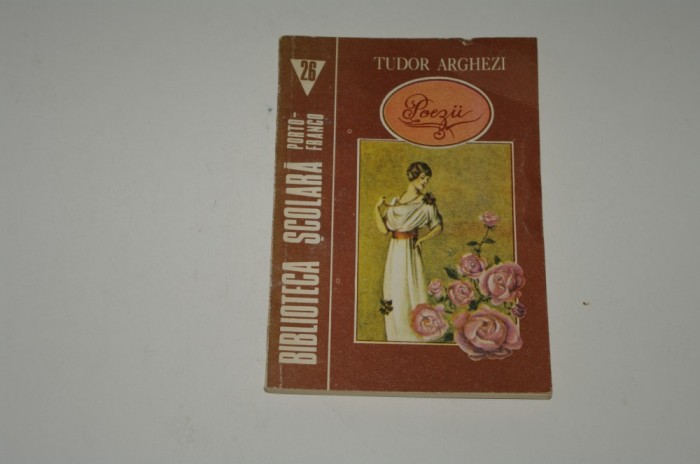 26
TUDOR ARGHEZI
Poezii
BIBLIOTECA ŞCOLARĂ
PORTO-
FRANCO